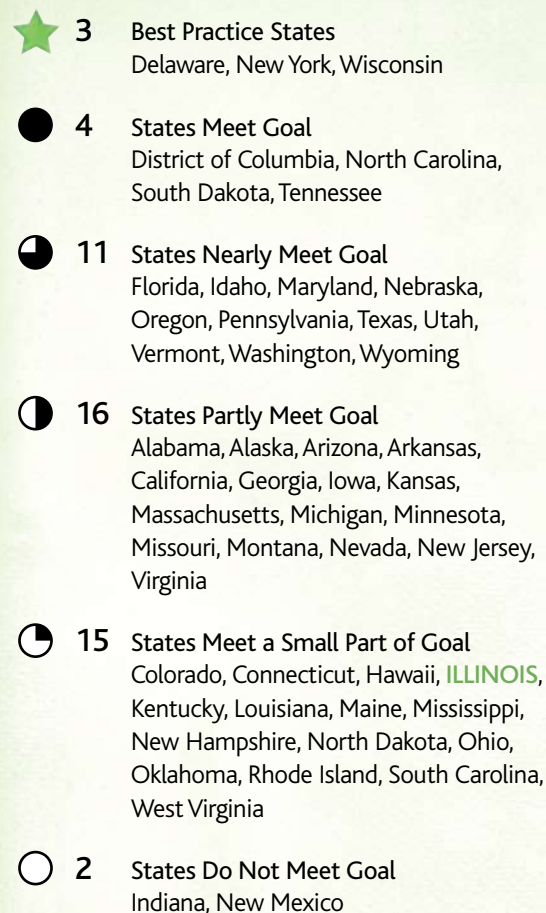 3 Best Practice States
Delaware, New York, Wisconsin
4 States Meet Goal
District of Columbia, North Carolina,
South Dakota, Tennessee
11 States Nearly Meet Goal
Florida, Idaho, Maryland, Nebraska,
Oregon, Pennsylvania, Texas, Utah,
Vermont, Washington, Wyoming
16 States Partly Meet Goal
Alabama, Alaska, Arizona, Arkansas,
California, Georgia, Iowa, Kansas,
Massachusetts, Michigan, Minnesota,
Missouri, Montana, Nevada, New Jersey,
Virginia
15 States Meet a Small Part of Goal
Colorado, Connecticut, Hawaii, ILLINOIS,
Kentucky, Louisiana, Maine, Mississippi,
New Hampshire, North Dakota, Ohio,
Oklahoma, Rhode Island, South Carolina,
West Virginia
2 States Do Not Meet Goal
Indiana, New Mexico